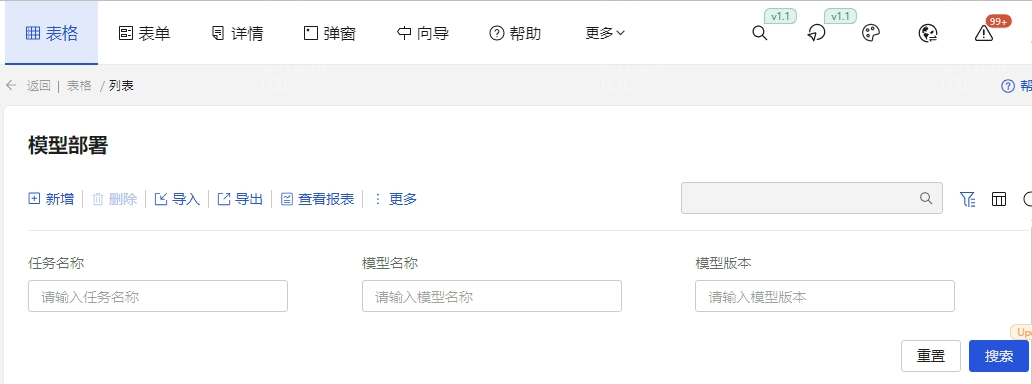 v1.1 v1.1 99+
表格 表单 详情 弹窗 向导 帮助 更多
返回 | 表格 / 列表
模型部署
新增 删除 导入 导出 查看报表 更多
任务名称 模型名称 模型版本
请输入任务名称 请输入模型名称 请输入模型版本
重置 搜索